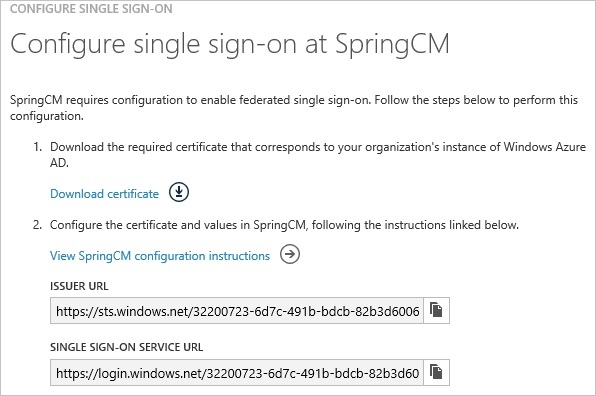 CONFIGURE SINGLE SIGN-ON
Configure single sign-on at SpringCM
SpringCM requires configuration to enable federated single sign-on. Follow the steps below to perform this
configuration.
1. Download the required certificate that corresponds to your organization's instance of Windows Azure
AD.
Download certificate
2. Configure the certificate and values in SpringCM, following the instructions linked below.
View SpringCM configuration instructions
ISSUER URL
https://sts.windows.net/32200723-6d7c-491b-bdcb-82b3d6006
SINGLE SIGN-ON SERVICE URL
https://login.windows.net/32200723-6d7c-491b-bdcb-82b3d60